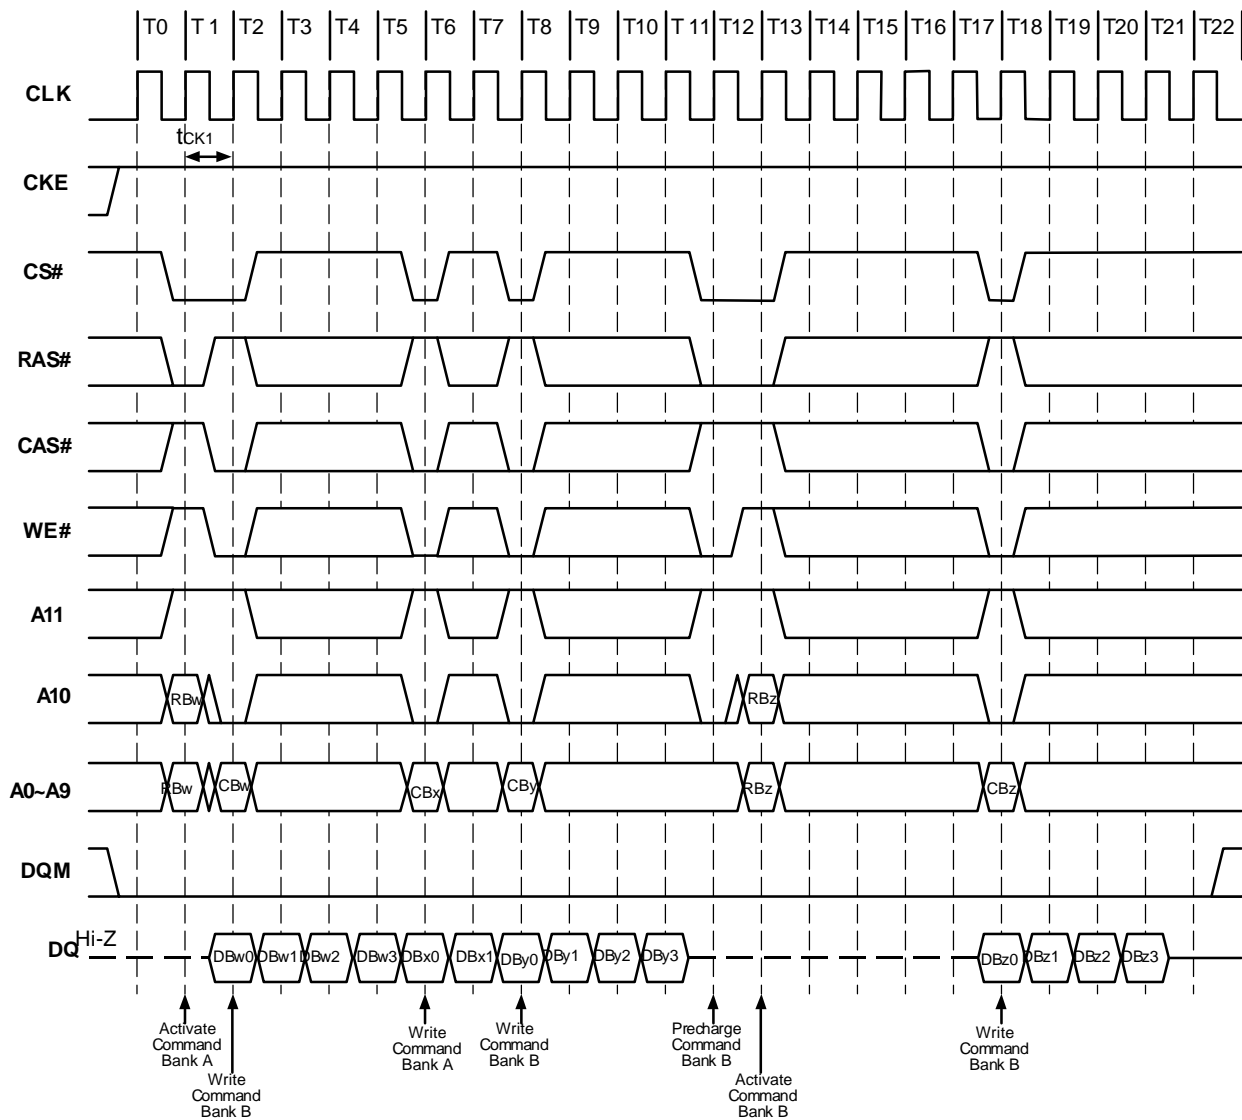 T0 T 1 T2 T3 T4 T5 T6 T7 T8 T9 T10 T 11 T12 T13 T14 T15 T16 T17 T18 T19 T20 T21 T22
CLK
tCK1
CKE
CS#
RAS#
CAS#
WE#
A11
A10 RBw RBz
A0~A9 RBw CBw CBx CBy RBz CBz
DQM
DQ Hi-Z DBw0 DBw1 DBw2 DBw3 DBx0 DBx1 DBy0 DBy1 DBy2 DBy3 DBz0 DBz1 DBz2 DBz3
Activate
Command
Bank A
Write
Command
Bank B
Write
Command
Bank A
Write
Command
Bank B
Precharge
Command
Bank B
Activate
Command
Bank B
Write
Command
Bank B